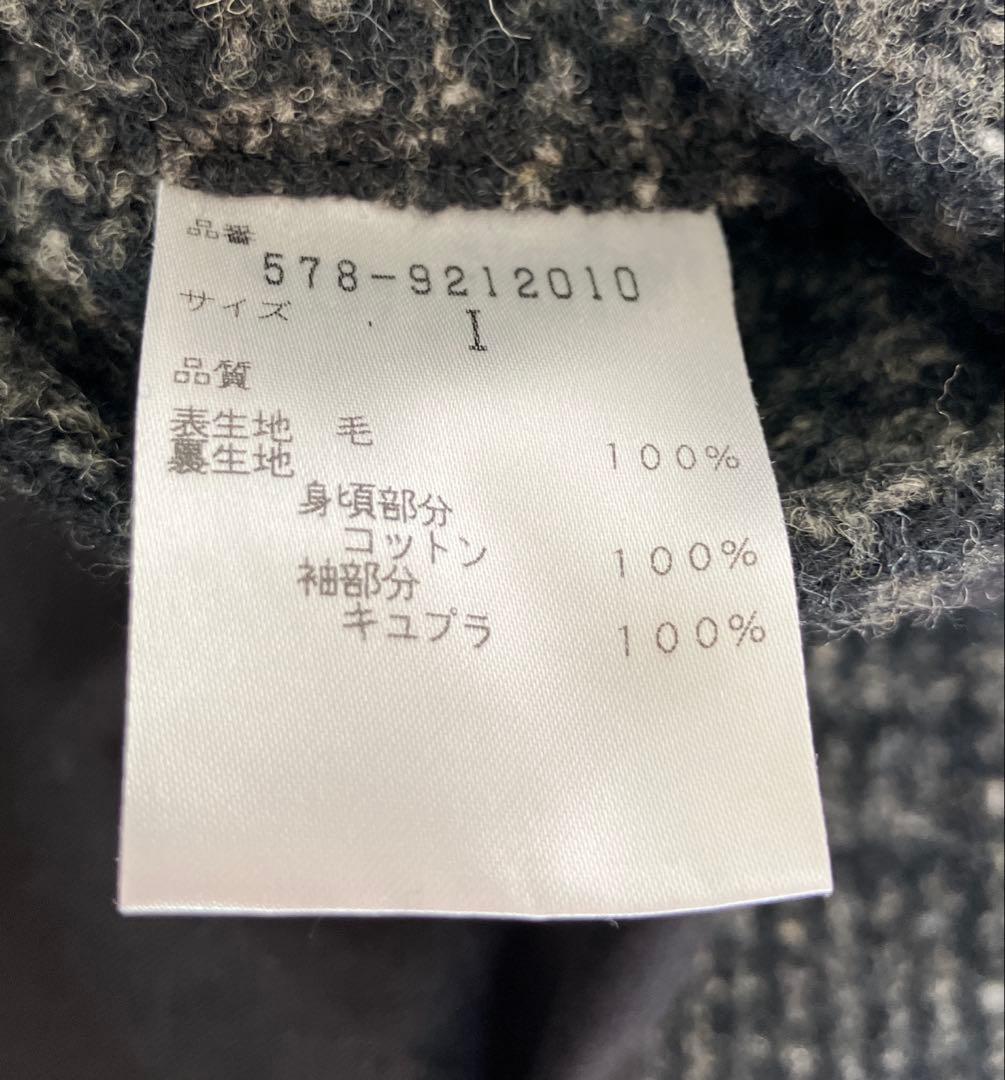 品番
578-9212010
サイズ 1
品質
表生地 毛 100%
裏生地
身頃部分
コットン 100%
袖部分
キュプラ 100%